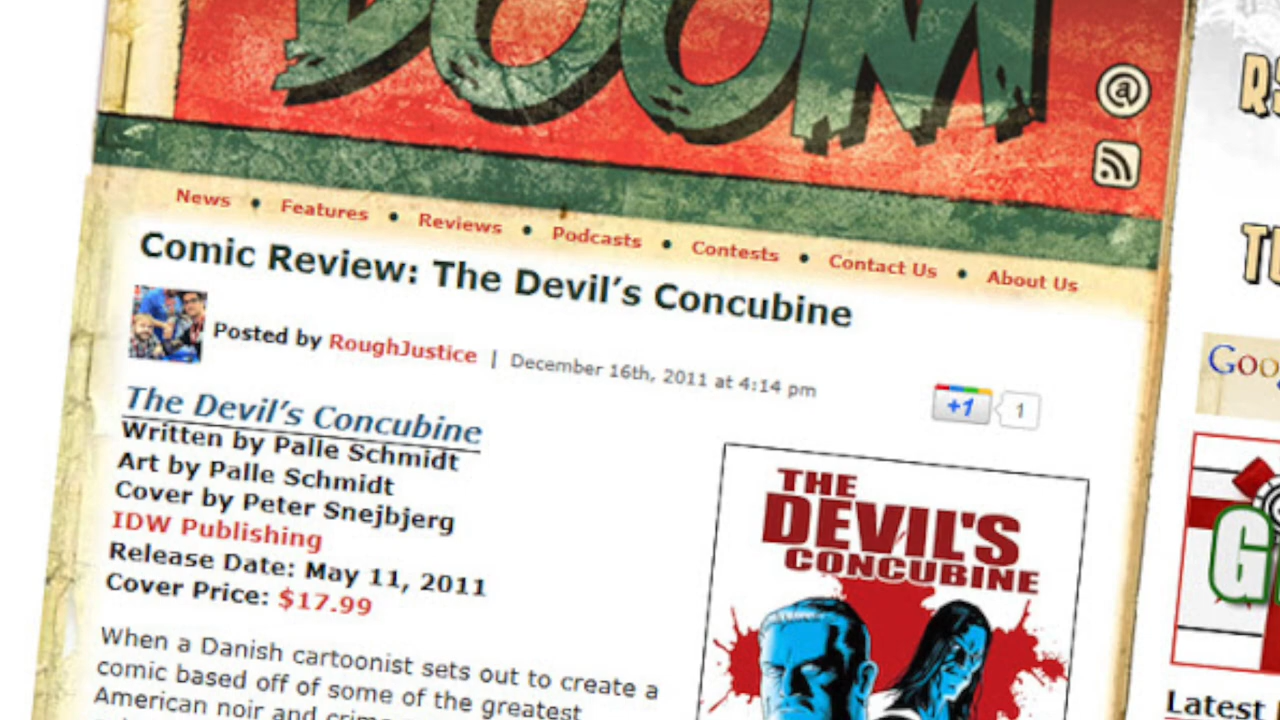 DOOM
News • Features • Reviews • Podcasts • Contests • Contact Us • About Us
Comic Review: The Devil’s Concubine
Posted by RoughJustice | December 16th, 2011 at 4:14 pm
+1 1
The Devil’s Concubine
Written by Palle Schmidt
Art by Palle Schmidt
Cover by Peter Snejbjerg
IDW Publishing
Release Date: May 11, 2011
Cover Price: $17.99
When a Danish cartoonist sets out to create a
comic based off of some of the greatest
American noir and
THE
DEVIL'S
CONCUBINE
Latest